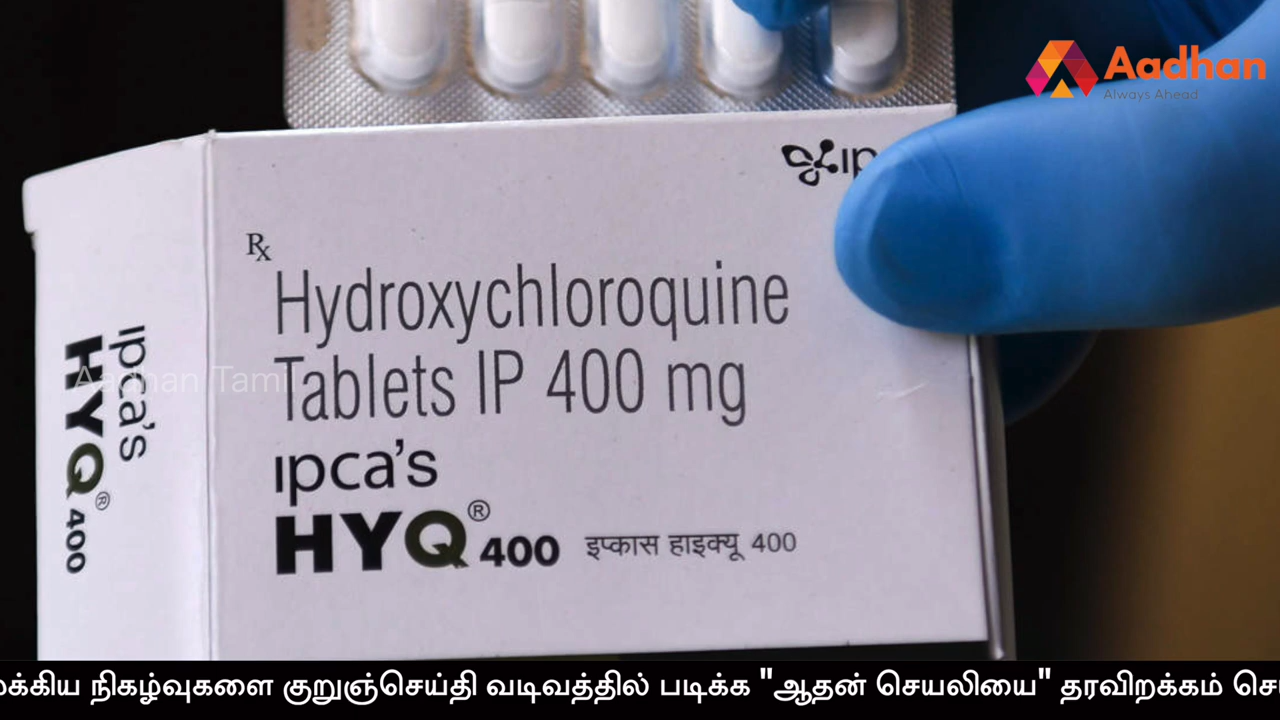 Aadhan
Always Ahead
Rx
Hydroxychloroquine
Tablets IP 400 mg
Aadhan Tamil
ipca's
HYQ® 400 इप्कास हाइक्यू 400
ipca's
HYQ® 400
நிகழ்வுகளை குறுஞ்செய்தி வடிவத்தில் படிக்க "ஆதன் செயலியை" தரவிறக்கம்